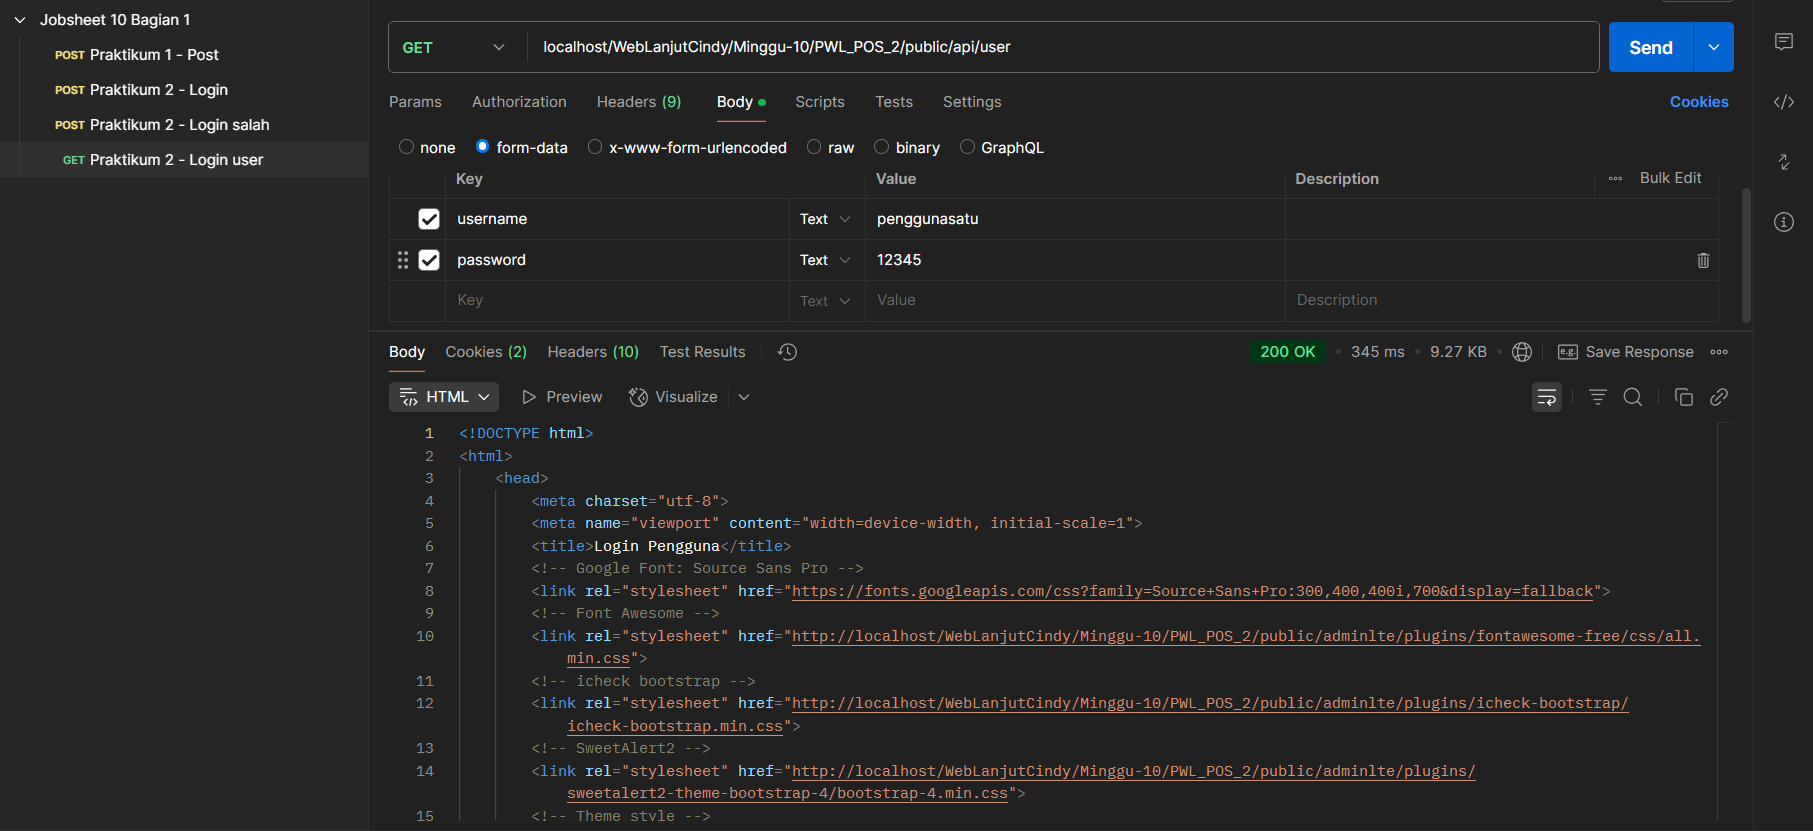 Jobsheet 10 Bagian 1
POST Praktikum 1 - Post
POST Praktikum 2 - Login
POST Praktikum 2 - Login salah
GET Praktikum 2 - Login user
GET localhost/WebLanjutCindy/Minggu-10/PWL_POS_2/public/api/user Send
Params Authorization Headers (9) Body Scripts Tests Settings Cookies
none form-data x-www-form-urlencoded raw binary GraphQL
Key Value Description Bulk Edit
username Text penggunasatu
password Text 12345
Key Text Value Description
Body Cookies (2) Headers (10) Test Results 200 OK 345 ms 9.27 KB e.g. Save Response
HTML Preview Visualize
1 <!DOCTYPE html>
2 <html>
3 <head>
4 <meta charset="utf-8">
5 <meta name="viewport" content="width=device-width, initial-scale=1">
6 <title>Login Pengguna</title>
7 <!-- Google Font: Source Sans Pro -->
8 <link rel="stylesheet" href="https://fonts.googleapis.com/css?family=Source+Sans+Pro:300,400,400i,700&display=fallback">
9 <!-- Font Awesome -->
10 <link rel="stylesheet" href="http://localhost/WebLanjutCindy/Minggu-10/PWL_POS_2/public/adminlte/plugins/fontawesome-free/css/all.
min.css">
11 <!-- icheck bootstrap -->
12 <link rel="stylesheet" href="http://localhost/WebLanjutCindy/Minggu-10/PWL_POS_2/public/adminlte/plugins/icheck-bootstrap/
icheck-bootstrap.min.css">
13 <!-- SweetAlert2 -->
14 <link rel="stylesheet" href="http://localhost/WebLanjutCindy/Minggu-10/PWL_POS_2/public/adminlte/plugins/
sweetalert2-theme-bootstrap-4/bootstrap-4.min.css">
15 <!-- Theme style -->